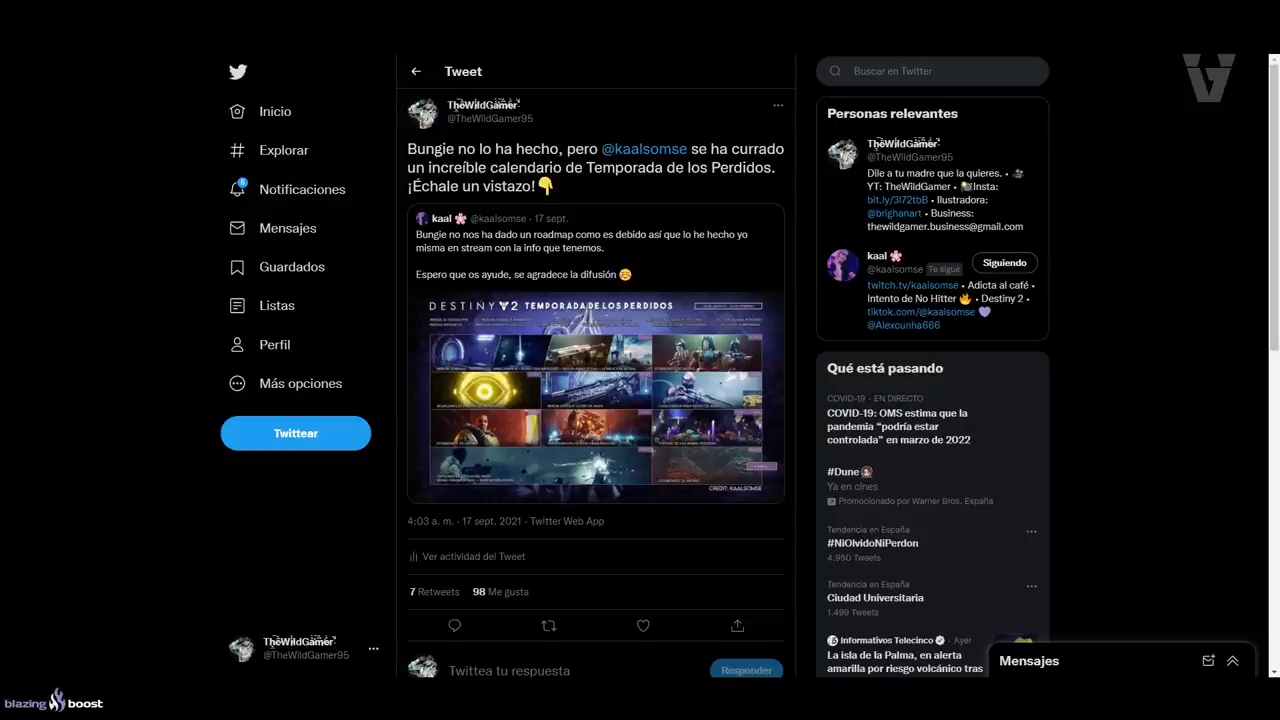 Tweet
Buscar en Twitter
Inicio
Explorar
5
Notificaciones
Mensajes
Guardados
Listas
Perfil
Más opciones
Twittear
TheWildGamer
@TheWildGamer95
TheWildGamer
@TheWildGamer95
Bungie no lo ha hecho, pero @kaalsomse se ha currado
un increíble calendario de Temporada de los Perdidos.
¡Échale un vistazo!👇
kaal 🌸 @kaalsomse · 17 sept.
Bungie no nos ha dado un roadmap como es debido así que lo he hecho yo
misma en stream con la info que tenemos.
Espero que os ayude, se agradece la difusión ☺️
DESTINY 2 TEMPORADA DE LOS PERDIDOS
CREDIT: KAALSOMSE
4:03 a. m. · 17 sept. 2021 · Twitter Web App
Ver actividad del Tweet
7 Retweets 98 Me gusta
Twittea tu respuesta
Responder
Personas relevantes
TheWildGamer
@TheWildGamer95
Dile a tu madre que la quieres. • 🎥
YT: TheWildGamer • 📸Insta:
bit.ly/3l72tbB • Ilustradora:
@brighanart • Business:
thewildgamer.business@gmail.com
kaal 🌸
@kaalsomse Te sigue
Siguiendo
twitch.tv/kaalsomse • Adicta al café •
Intento de No Hitter 🔥 • Destiny 2 •
tiktok.com/@kaalsomse 💜
@Alexcunha666
Qué está pasando
COVID-19 · EN DIRECTO
COVID-19: OMS estima que la
pandemia “podría estar
controlada” en marzo de 2022
#Dune
Ya en cines
Promocionado por Warner Bros. España
Tendencia en España
#NiOlvidoNiPerdon
4.950 Tweets
Tendencia en España
Ciudad Universitaria
1.499 Tweets
Informativos Telecinco · Ayer
La isla de la Palma, en alerta
amarilla por riesgo volcánico tras
Mensajes
blazing boost